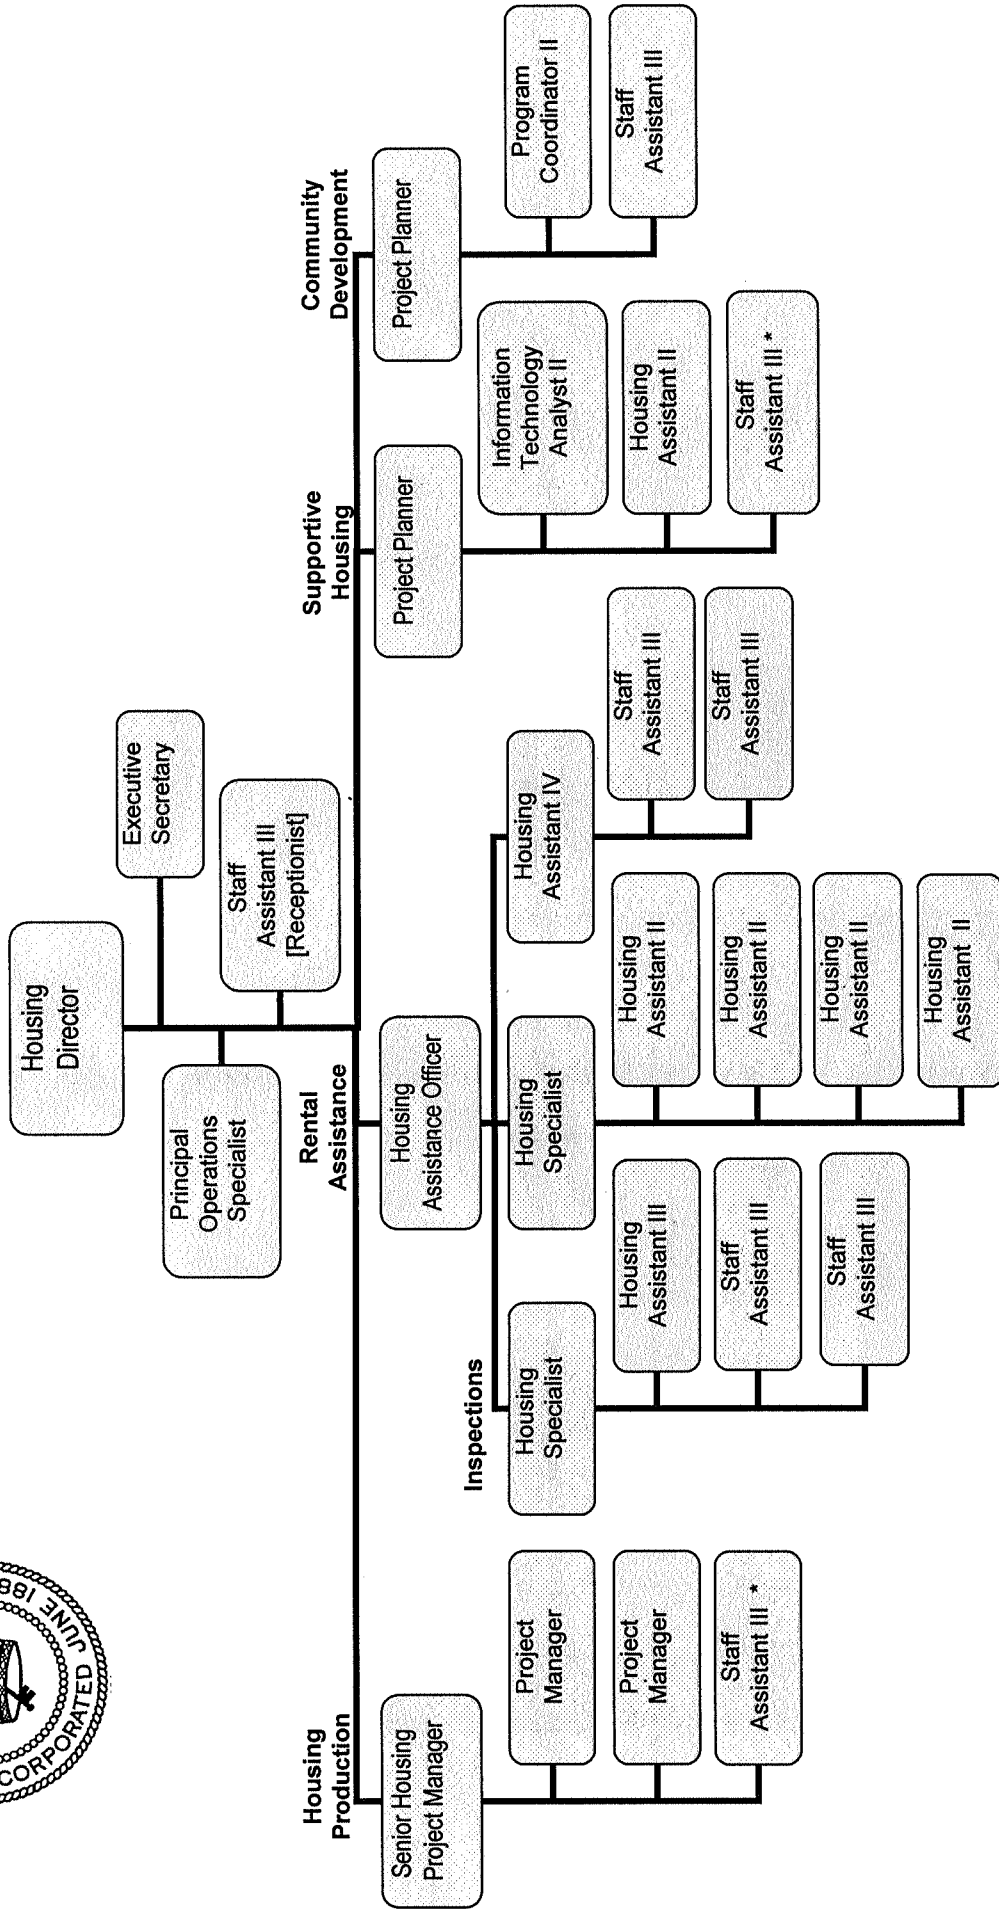 CORPORATED JUNE 188
Housing
Director
Executive
Secretary
Principal
Operations
Specialist
Staff
Assistant III
[Receptionist]
Housing
Production
Senior Housing
Project Manager
Project
Manager
Project
Manager
Staff
Assistant III *
Rental
Assistance
Housing
Assistance Officer
Inspections
Housing
Specialist
Housing
Assistant III
Staff
Assistant III
Staff
Assistant III
Housing
Specialist
Housing
Assistant II
Housing
Assistant II
Housing
Assistant II
Housing
Assistant II
Housing
Assistant IV
Staff
Assistant III
Staff
Assistant III
Supportive
Housing
Project Planner
Information
Technology
Analyst II
Housing
Assistant II
Staff
Assistant III *
Community
Development
Project Planner
Program
Coordinator II
Staff
Assistant III